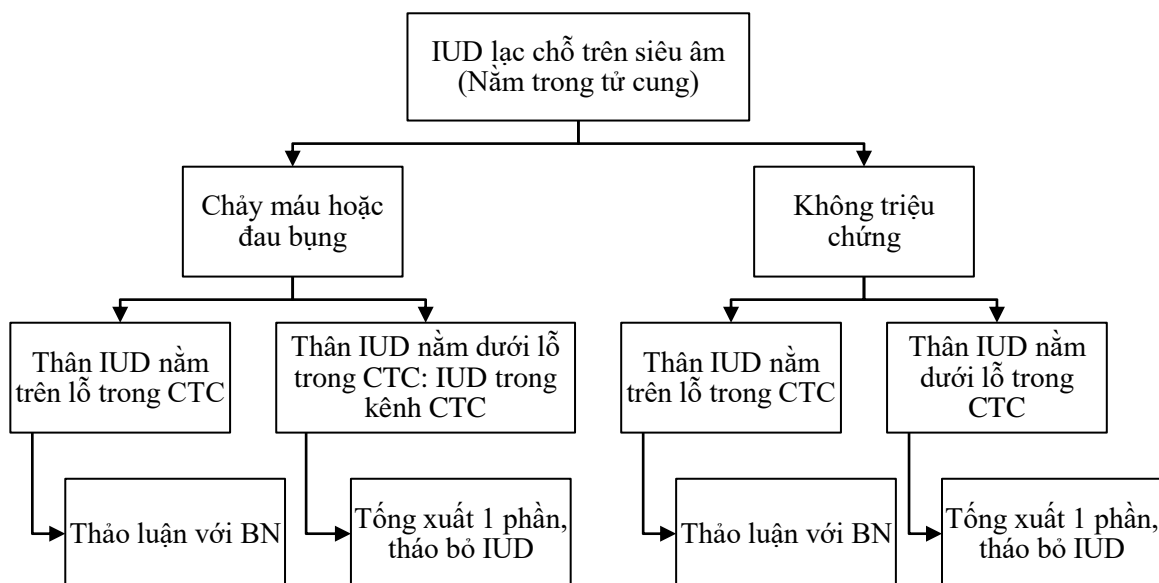 IUD lạc chỗ trên siêu âm
(Nằm trong tử cung)
Chảy máu hoặc
đau bụng
Không triệu
chứng
Thân IUD nằm
trên lỗ trong CTC
Thân IUD nằm dưới lỗ
trong CTC: IUD trong
kênh CTC
Thân IUD nằm
trên lỗ trong CTC
Thân IUD nằm
dưới lỗ trong
CTC
Thảo luận với BN
Tống xuất 1 phần,
tháo bỏ IUD
Thảo luận với BN
Tống xuất 1 phần,
tháo bỏ IUD